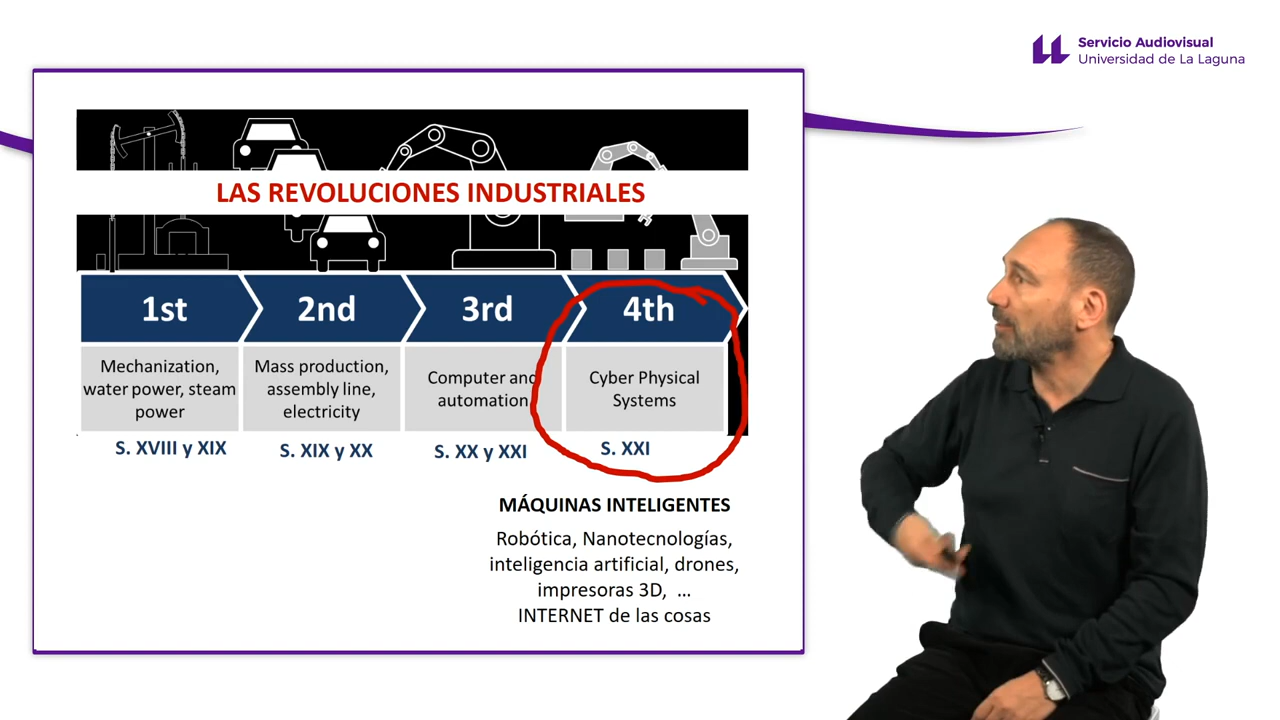 Servicio Audiovisual
Universidad de La Laguna
LAS REVOLUCIONES INDUSTRIALES
1st
2nd
3rd
4th
Mechanization,
water power, steam
power
Mass production,
assembly line,
electricity
Computer and
automation
Cyber Physical
Systems
S. XVIII y XIX
S. XIX y XX
S. XX y XXI
S. XXI
MÁQUINAS INTELIGENTES
Robótica, Nanotecnologías,
inteligencia artificial, drones,
impresoras 3D, ...
INTERNET de las cosas